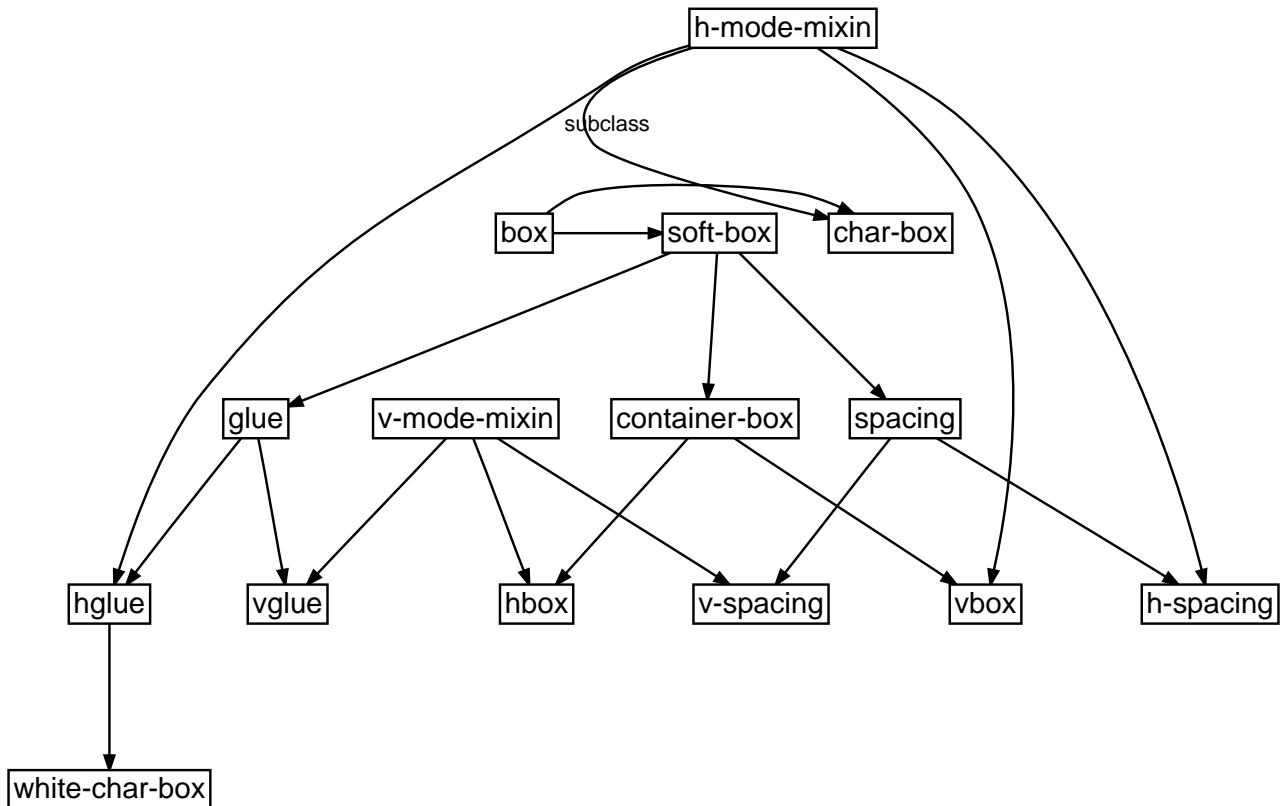 h-mode-mixin
subclass
box
soft-box
char-box
glue
v-mode-mixin
container-box
spacing
hglue
vglue
hbox
v-spacing
vbox
h-spacing
white-char-box